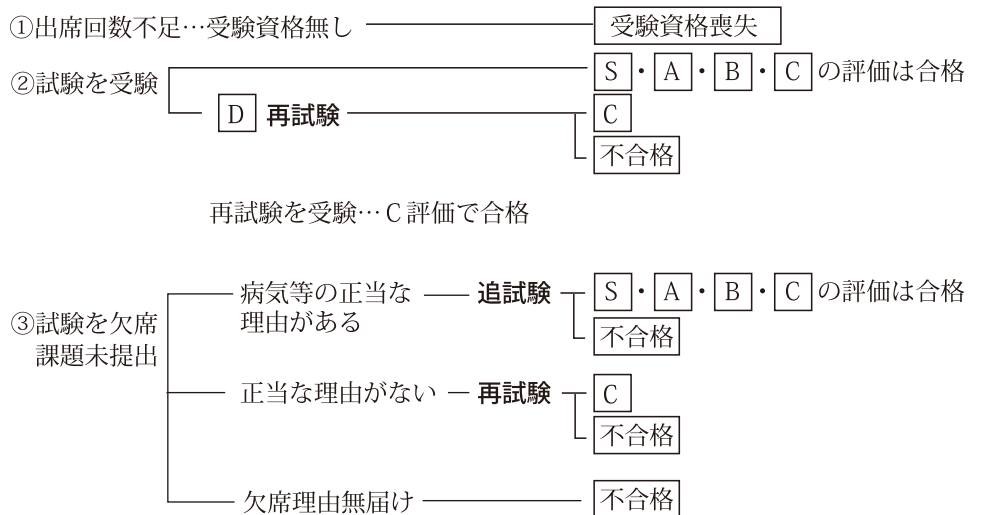 ①出席回数不足…受験資格無し 受験資格喪失
②試験を受験 S・A・B・C の評価は合格
D 再試験 C
不合格
再試験を受験…C 評価で合格
③試験を欠席
課題未提出
病気等の正当な
理由がある
追試験 S・A・B・C の評価は合格
不合格
正当な理由がない 再試験 C
不合格
欠席理由無届け 不合格